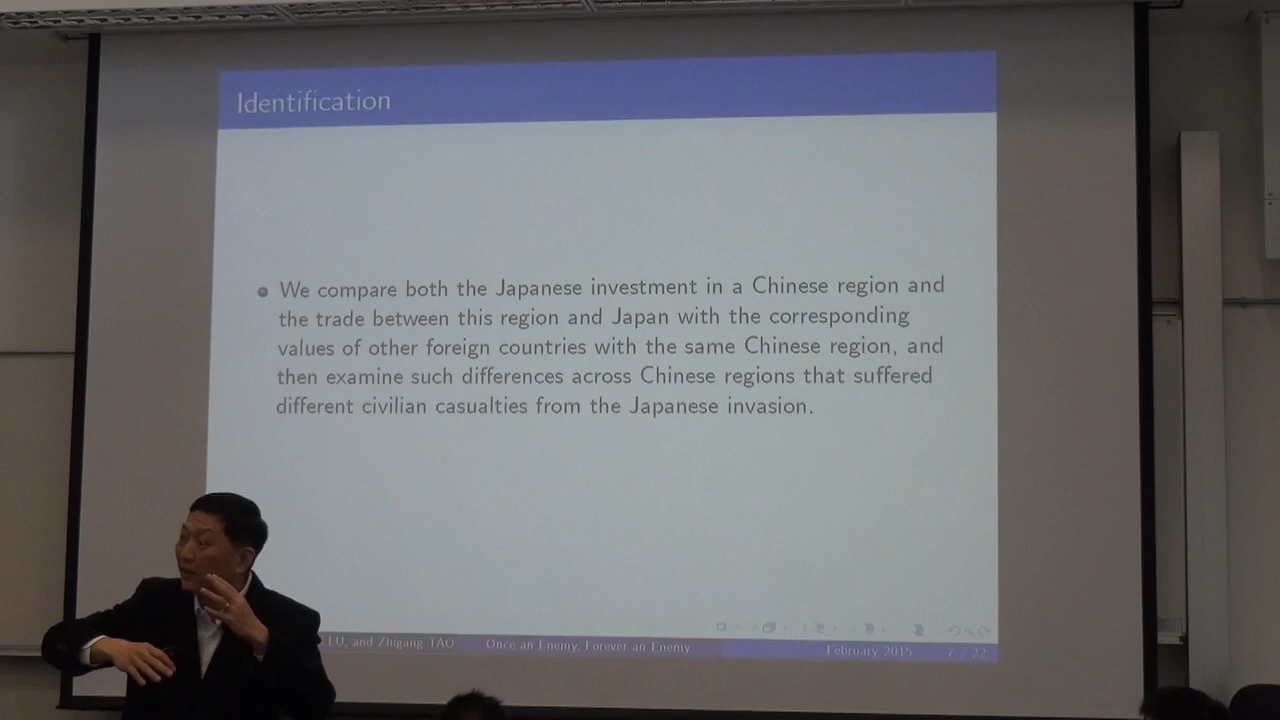 Identification
We compare both the Japanese investment in a Chinese region and
the trade between this region and Japan with the corresponding
values of other foreign countries with the same Chinese region, and
then examine such differences across Chinese regions that suffered
different civilian casualties from the Japanese invasion.
LU, and Zhigang TAO Once an Enemy, Forever an Enemy February 2015 7 / 22